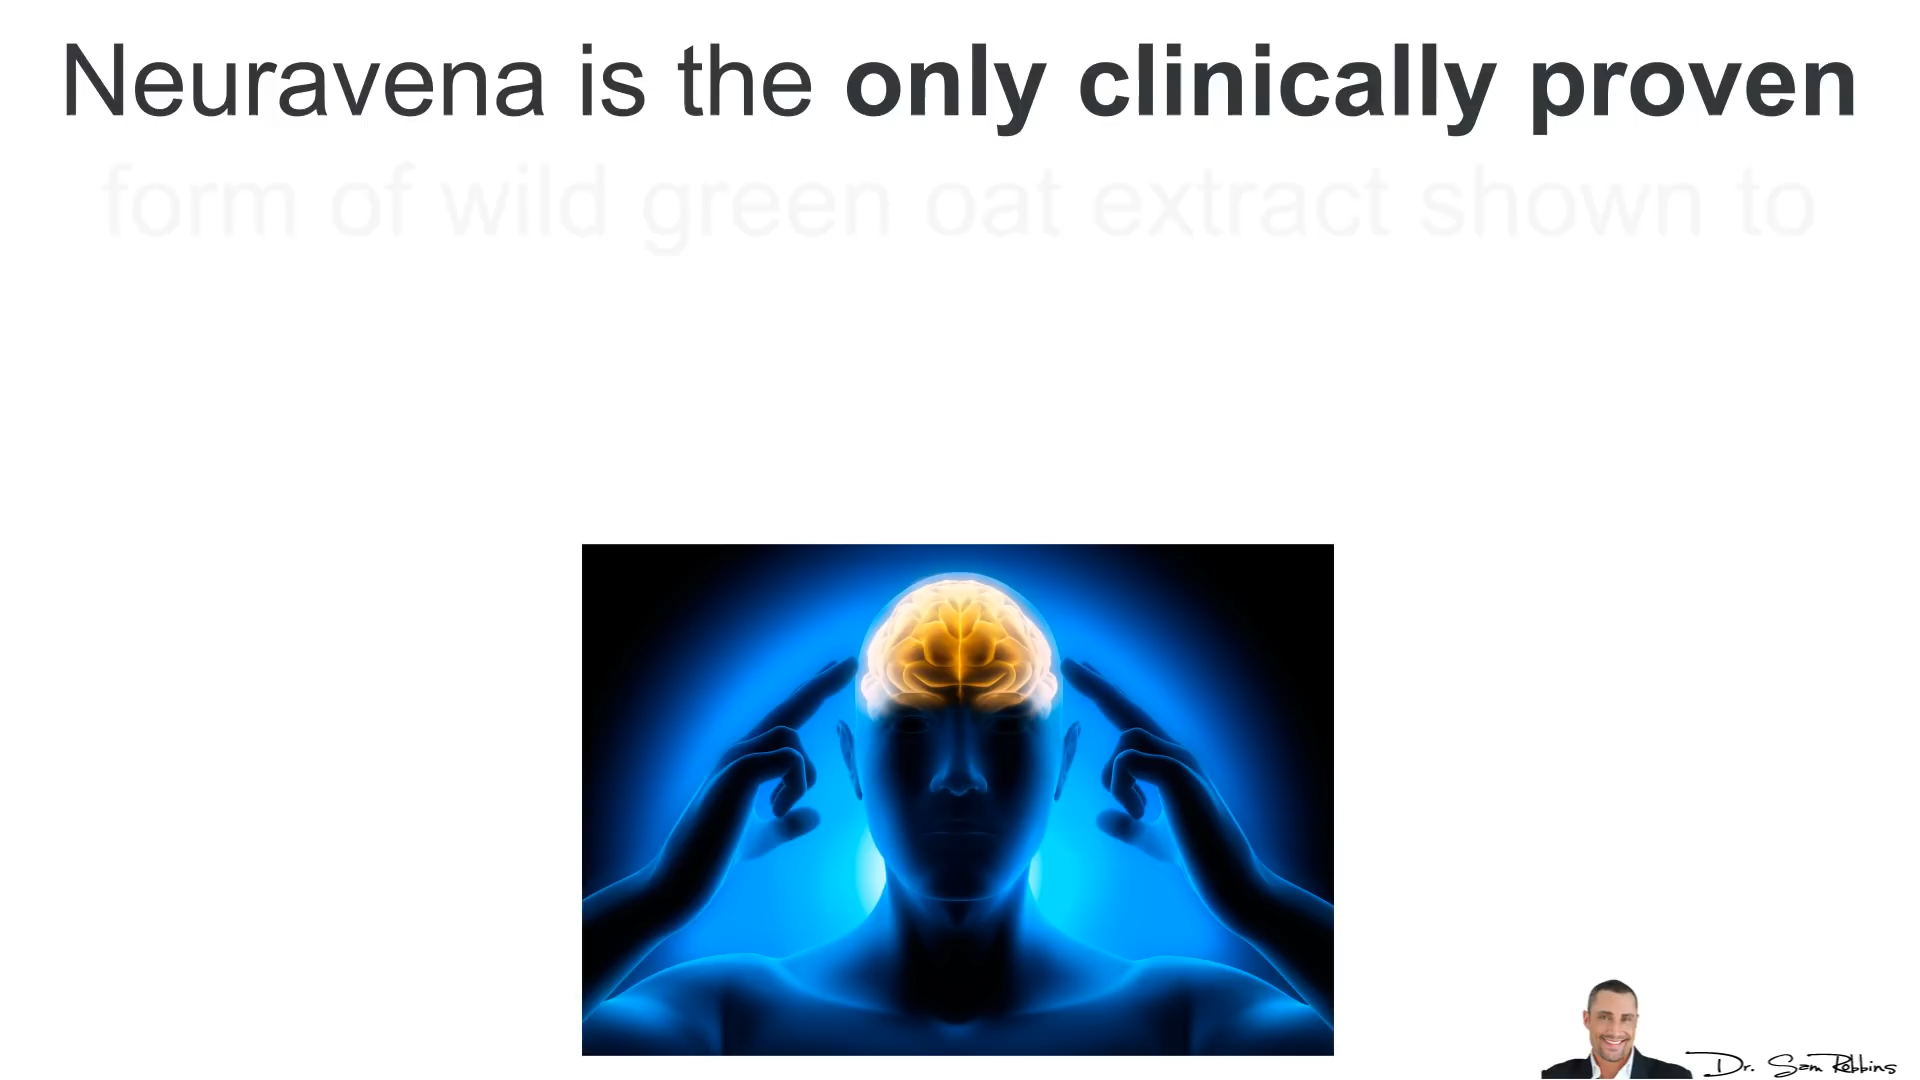 Neuravena is the only clinically proven
form of wild green oat extract shown to
Dr. Sam Robbins